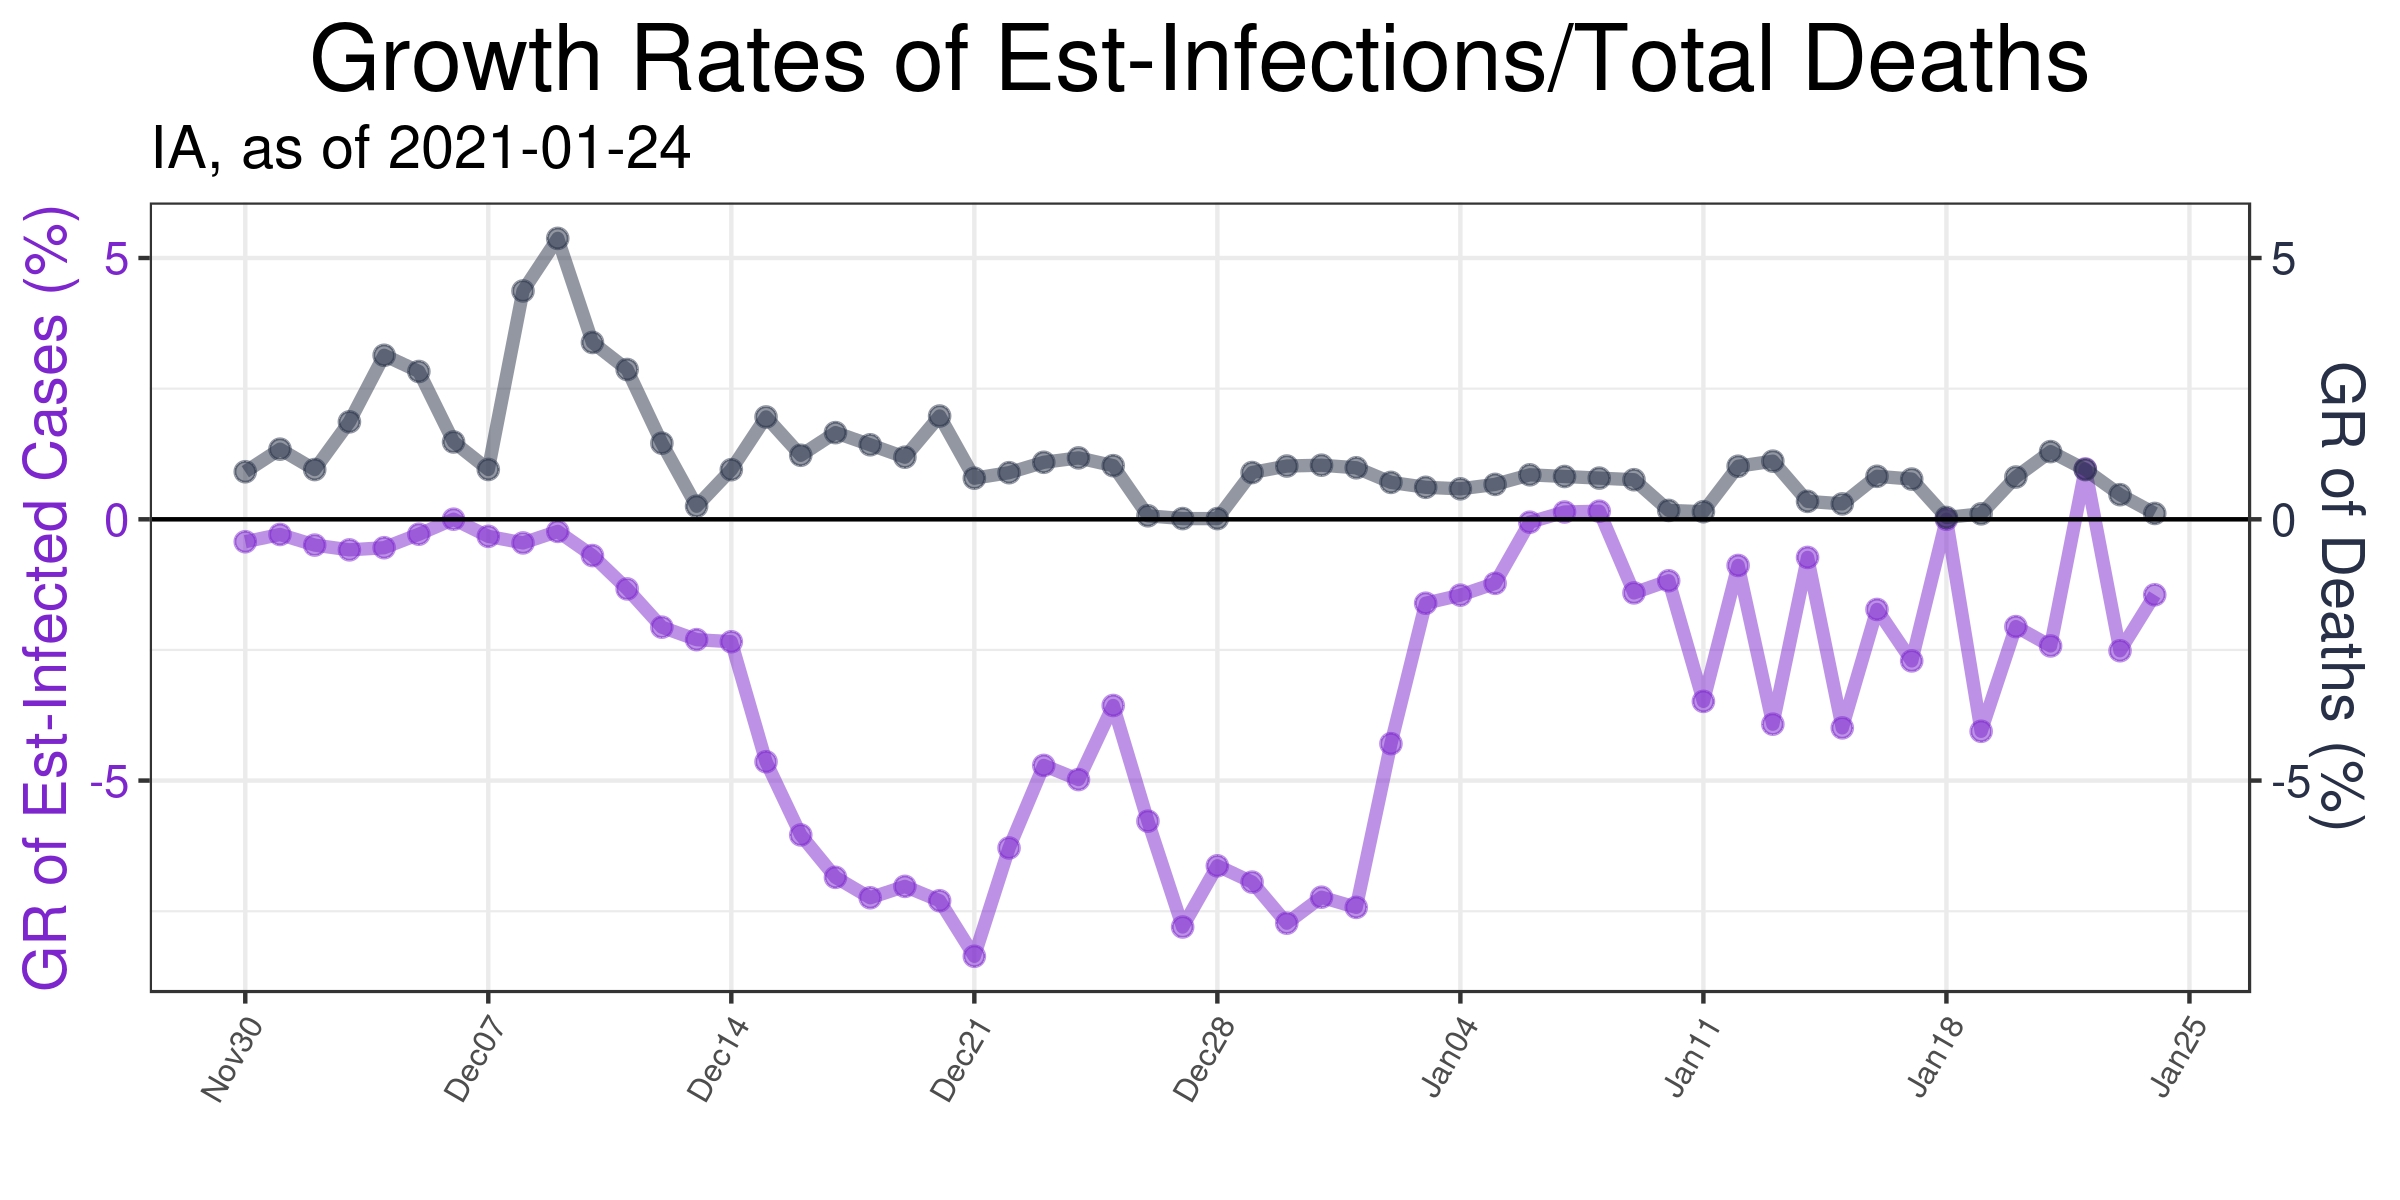 Growth Rates of Est-Infections/Total Deaths
IA, as of 2021-01-24
GR of Est-Infected Cases (%)
5
0
-5
5
0
-5
GR of Deaths (%)
Nov30
Dec07
Dec14
Dec21
Dec28
Jan04
Jan11
Jan18
Jan25